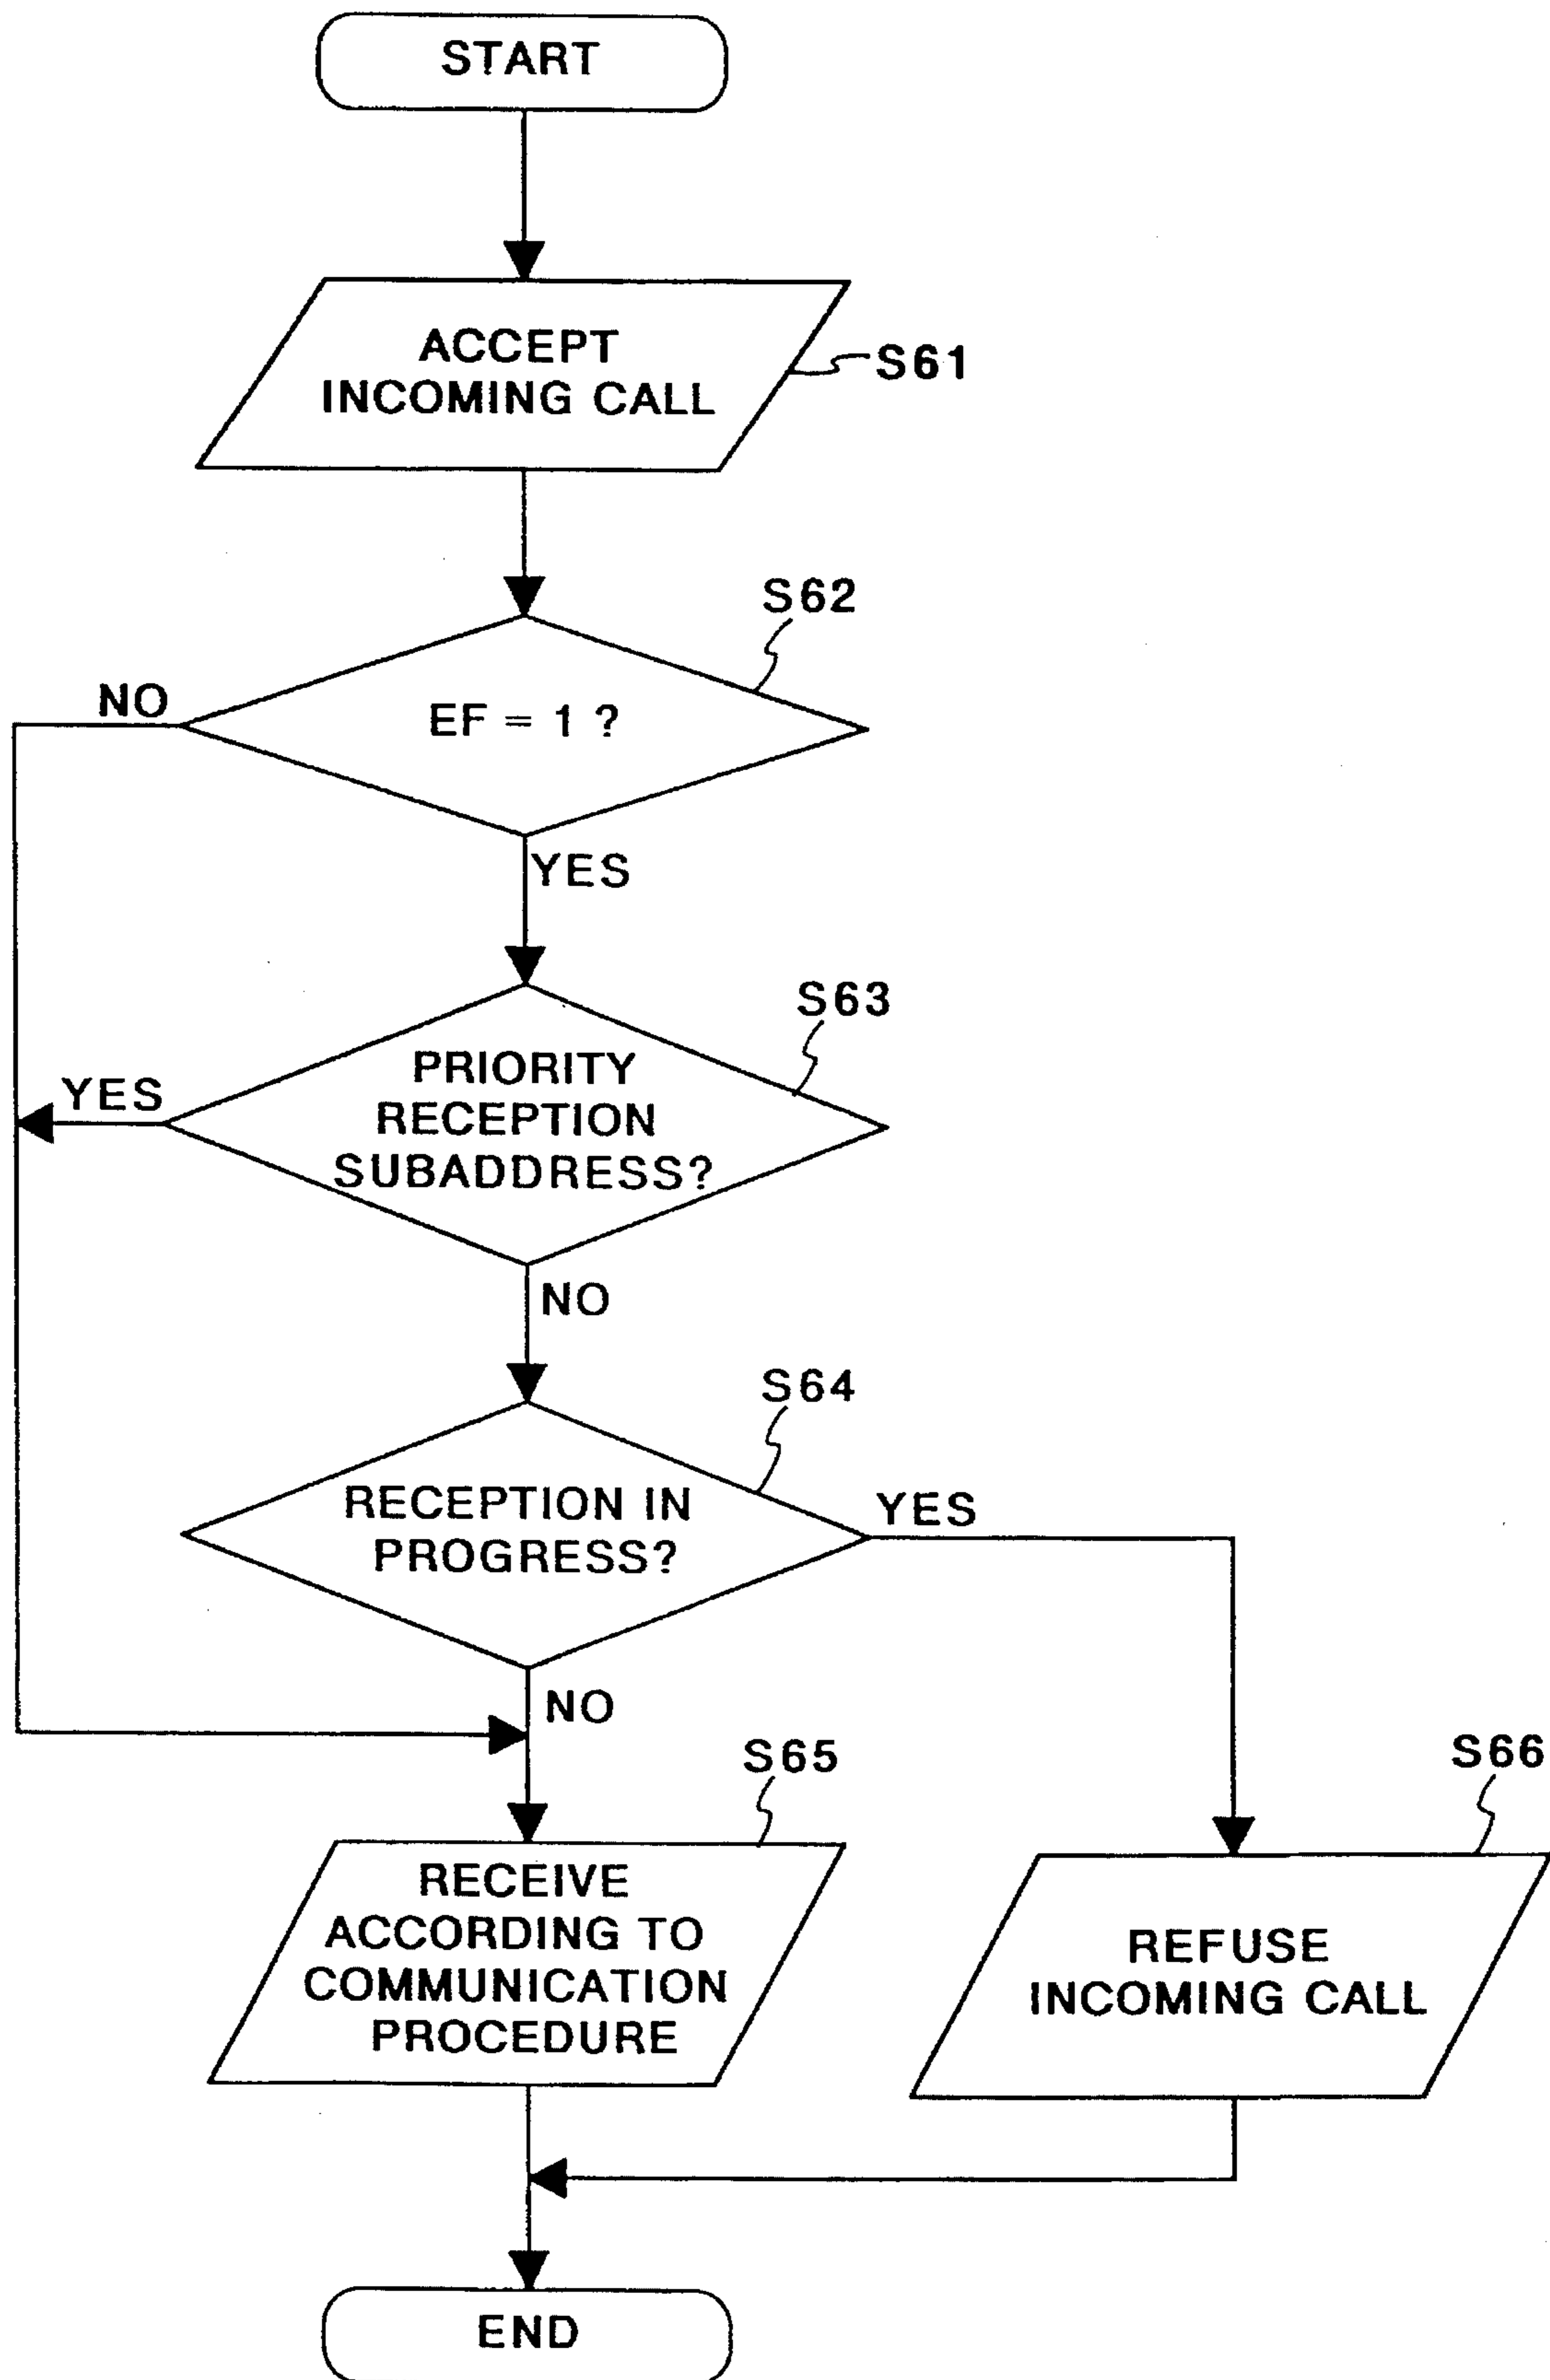 START
ACCEPT
INCOMING CALL
S61
S62
NO
EF = 1 ?
YES
S63
PRIORITY
RECEPTION
SUBADDRESS?
YES
NO
S64
RECEPTION IN
PROGRESS?
YES
NO
S65
S66
RECEIVE
ACCORDING TO
COMMUNICATION
PROCEDURE
REFUSE
INCOMING CALL
END